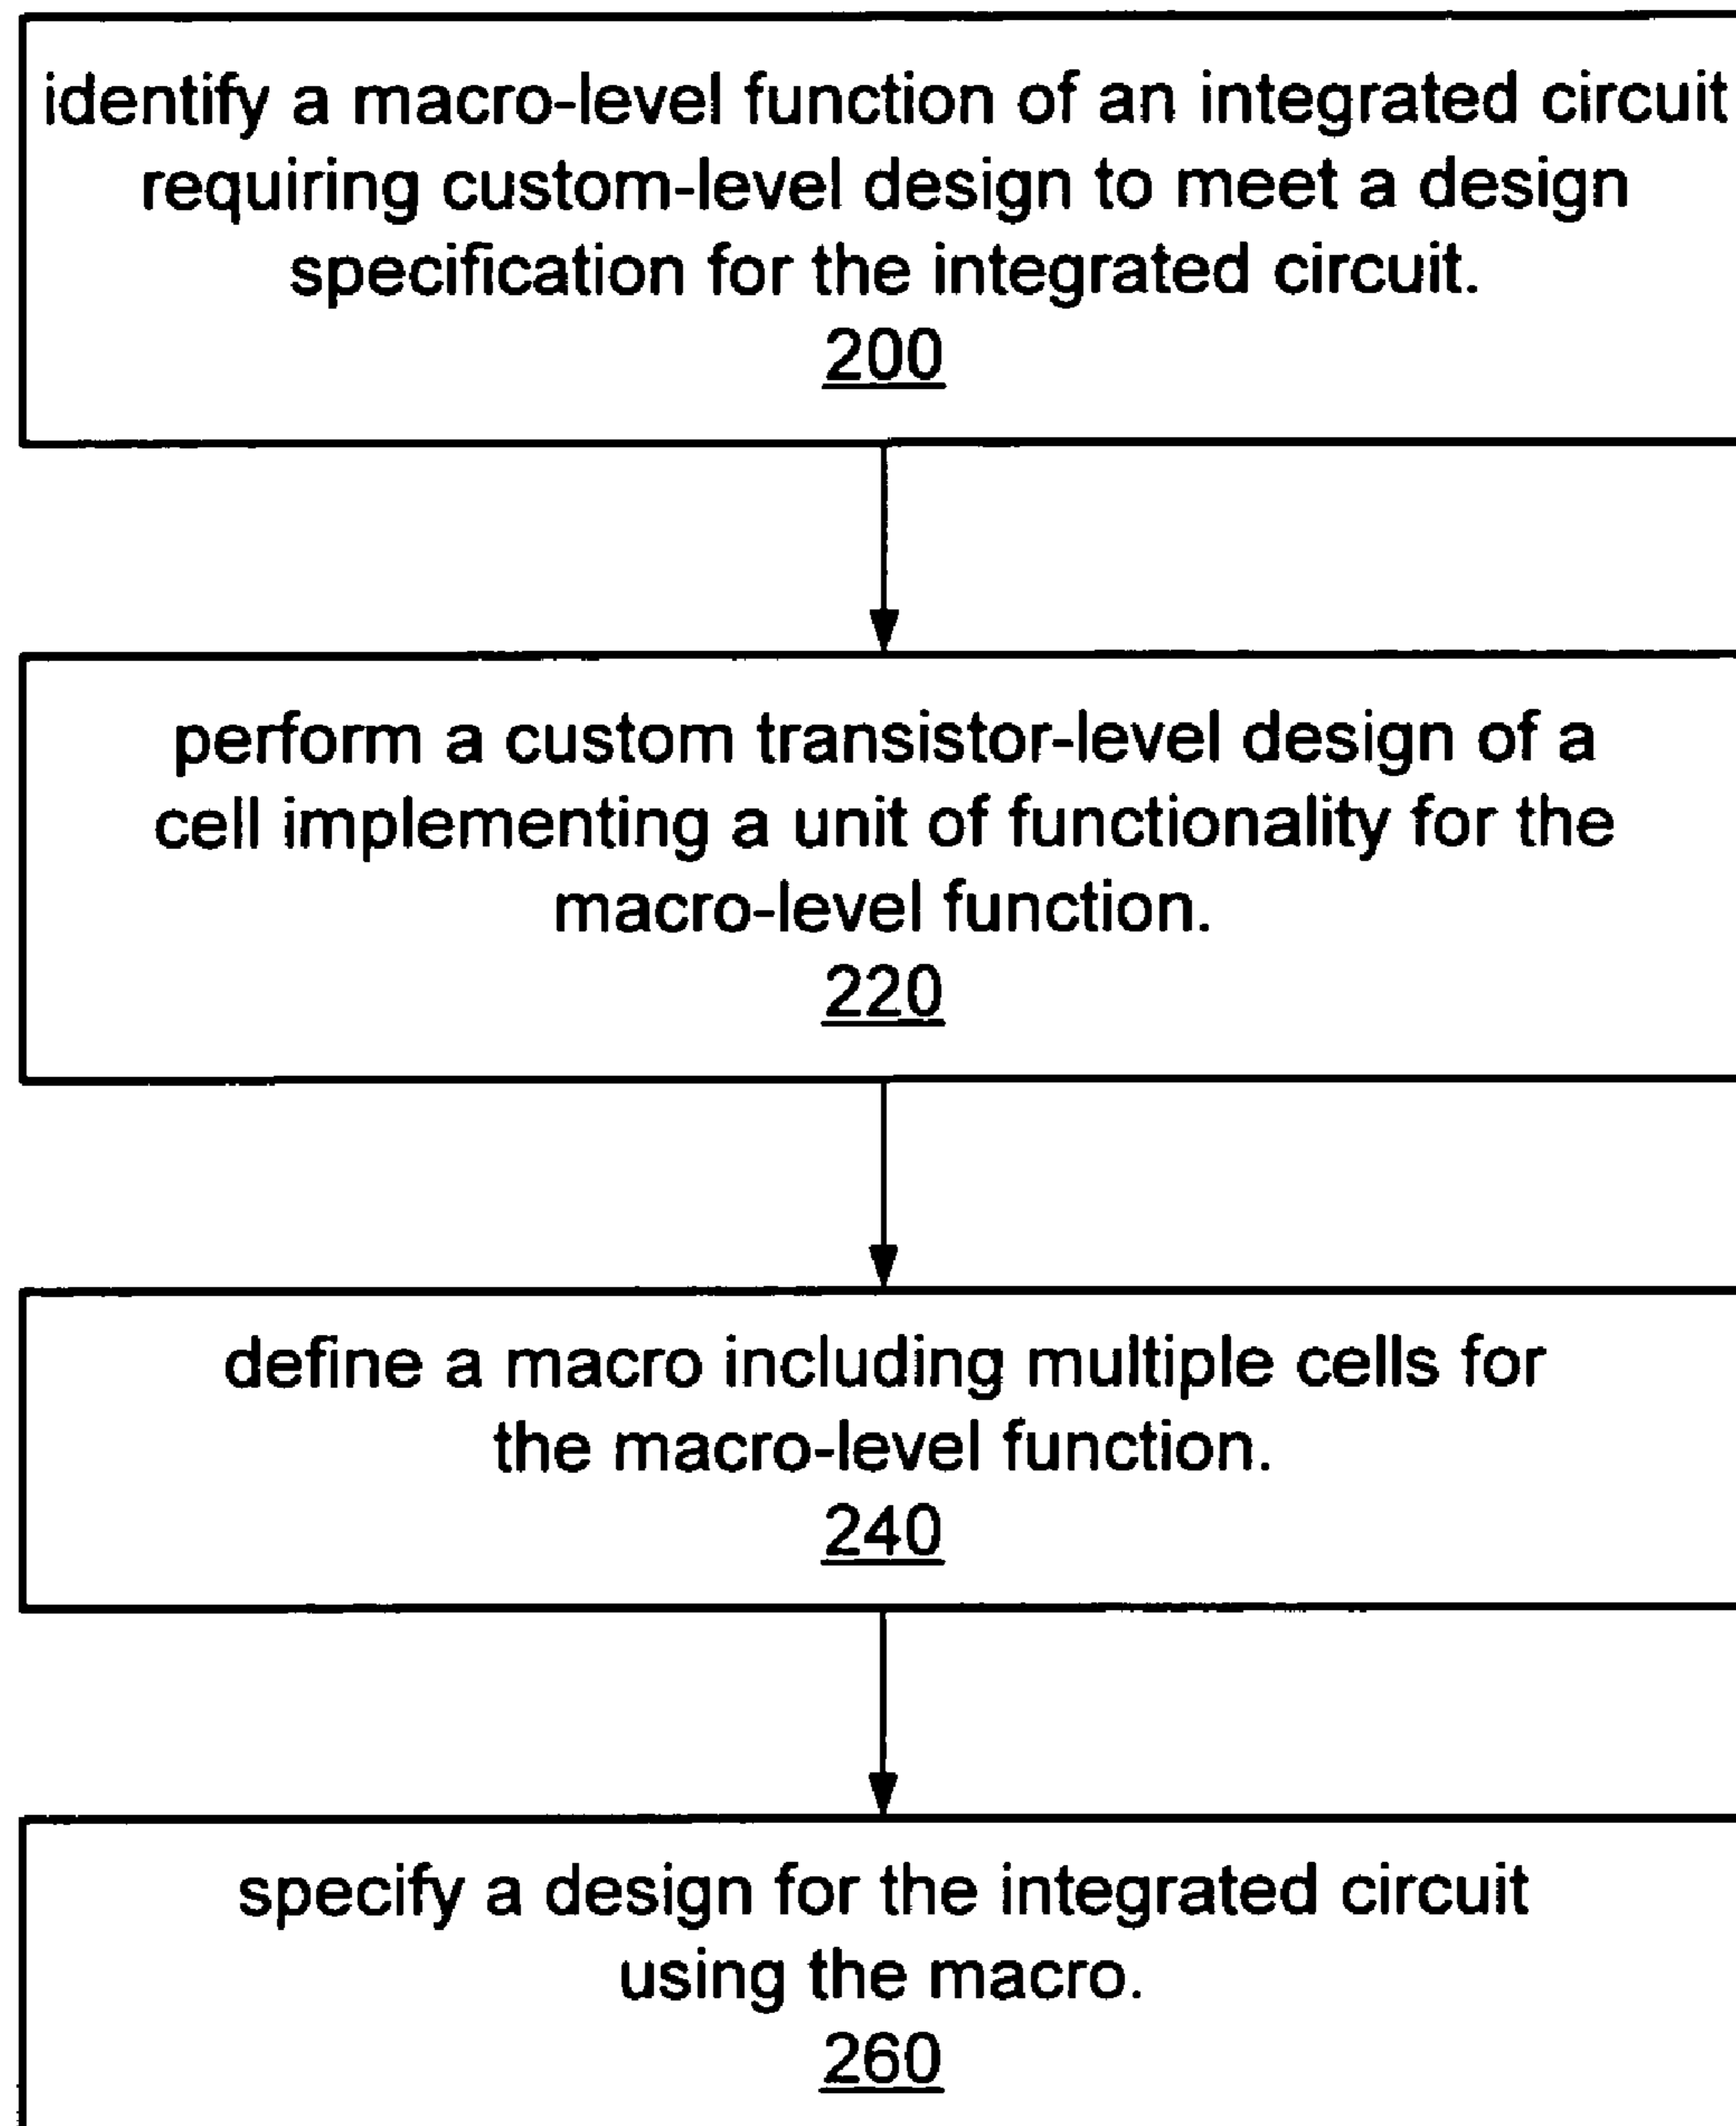 identify a macro-level function of an integrated circuit
requiring custom-level design to meet a design
specification for the integrated circuit.
200
perform a custom transistor-level design of a
cell implementing a unit of functionality for the
macro-level function.
220
define a macro including multiple cells for
the macro-level function.
240
specify a design for the integrated circuit
using the macro.
260